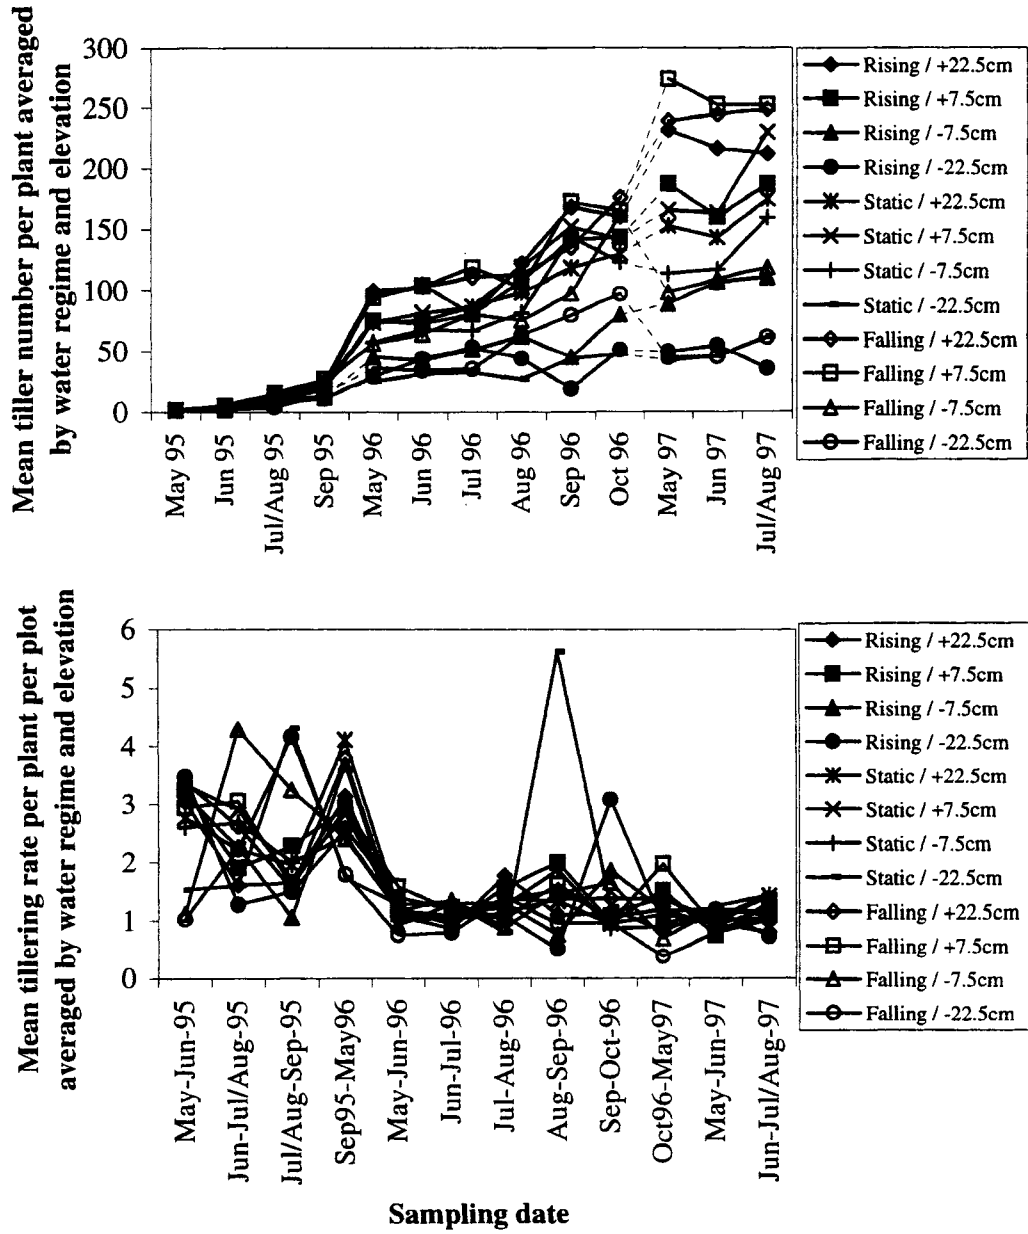 Mean tiller number per plant averaged
by water regime and elevation
300
250
200
150
100
50
0
May 95
Jun 95
Jul/Aug 95
Sep 95
May 96
Jun 96
Jul 96
Aug 96
Sep 96
Oct 96
May 97
Jun 97
Jul/Aug 97
Rising / +22.5cm
Rising / +7.5cm
Rising / -7.5cm
Rising / -22.5cm
Static / +22.5cm
Static / +7.5cm
Static / -7.5cm
Static / -22.5cm
Falling / +22.5cm
Falling / +7.5cm
Falling / -7.5cm
Falling / -22.5cm
Mean tillering rate per plant per plot
averaged by water regime and elevation
6
5
4
3
2
1
0
May-Jun-95
Jun-Jul/Aug-95
Jul/Aug-Sep-95
Sep95-May96
May-Jun-96
Jun-Jul-96
Jul-Aug-96
Aug-Sep-96
Sep-Oct-96
Oct96-May97
May-Jun-97
Jun-Jul/Aug-97
Rising / +22.5cm
Rising / +7.5cm
Rising / -7.5cm
Rising / -22.5cm
Static / +22.5cm
Static / +7.5cm
Static / -7.5cm
Static / -22.5cm
Falling / +22.5cm
Falling / +7.5cm
Falling / -7.5cm
Falling / -22.5cm
Sampling date